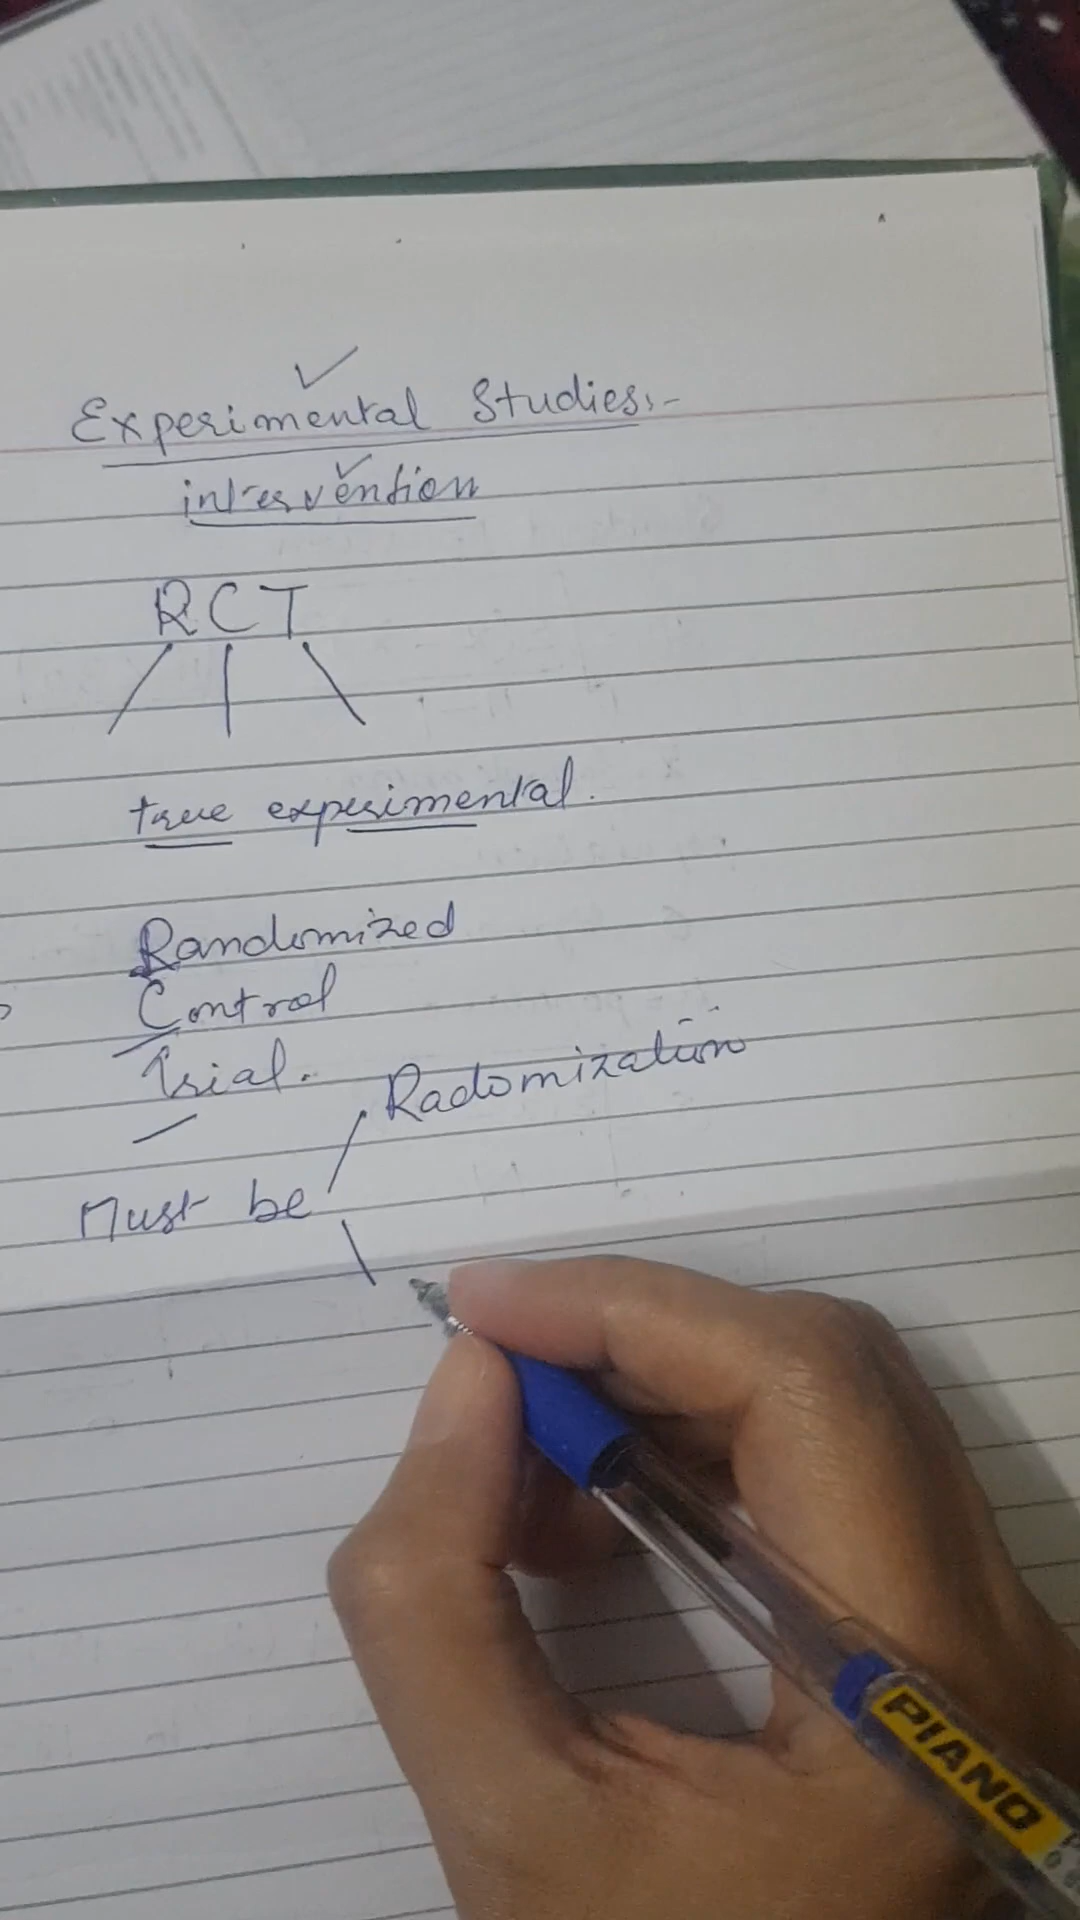 Experimental Studies:-
intervention
RCT
true experimental.
Randomized
Control
Trial.
Radomization
Must be
PIANO